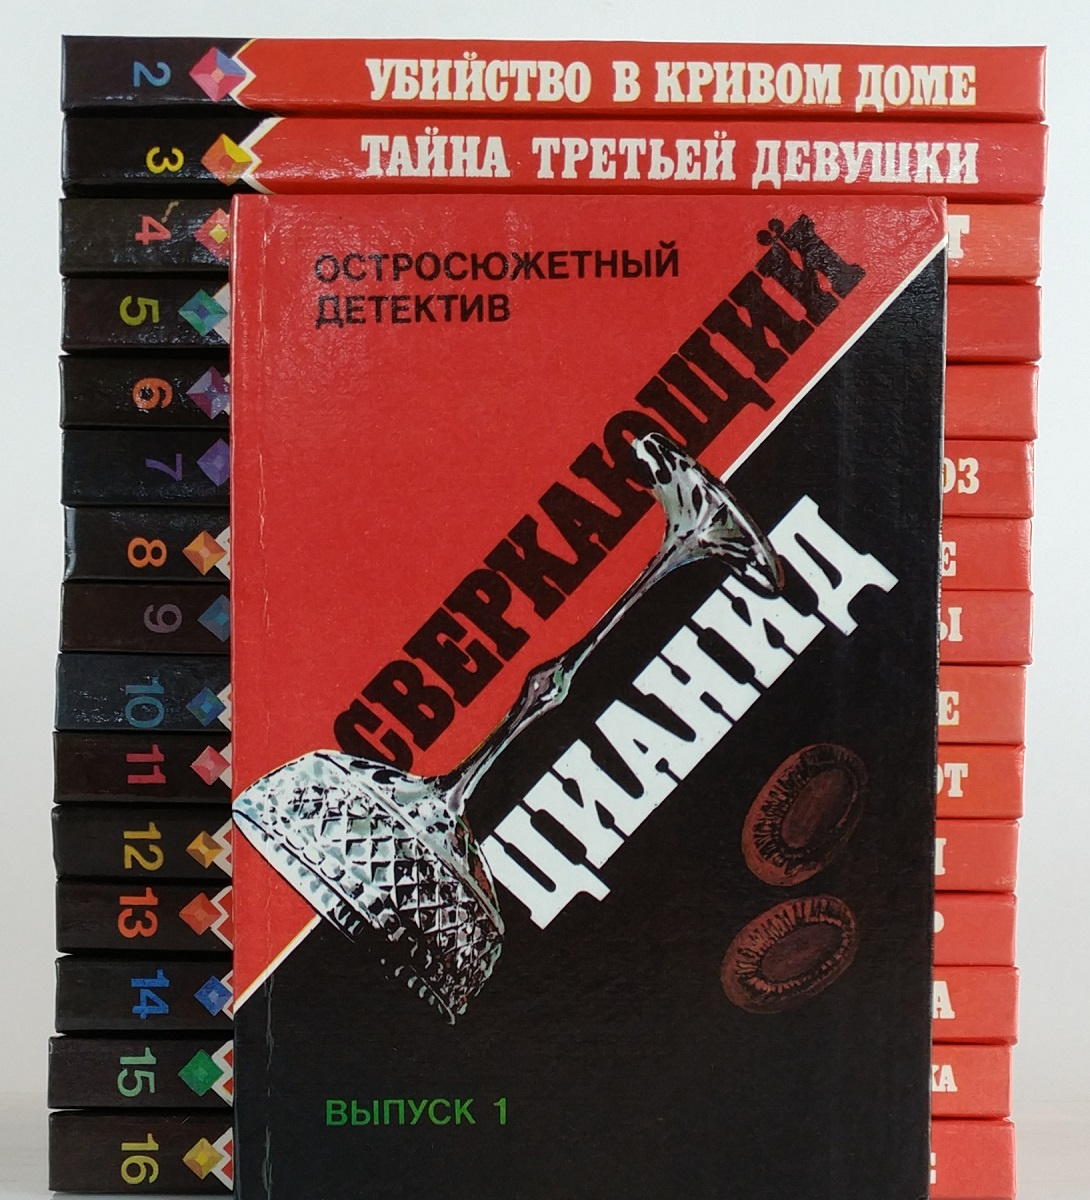 2 УБИЙСТВО В КРИВОМ ДОМЕ
3 ТАЙНА ТРЕТЬЕЙ ДЕВУШКИ
4
5
6
7
8
9
10
11
12
13
14
15
16
ОСТРОСЮЖЕТНЫЙ
ДЕТЕКТИВ
СВЕРКАЮЩИЙ
ЦИАНИД
ВЫПУСК 1